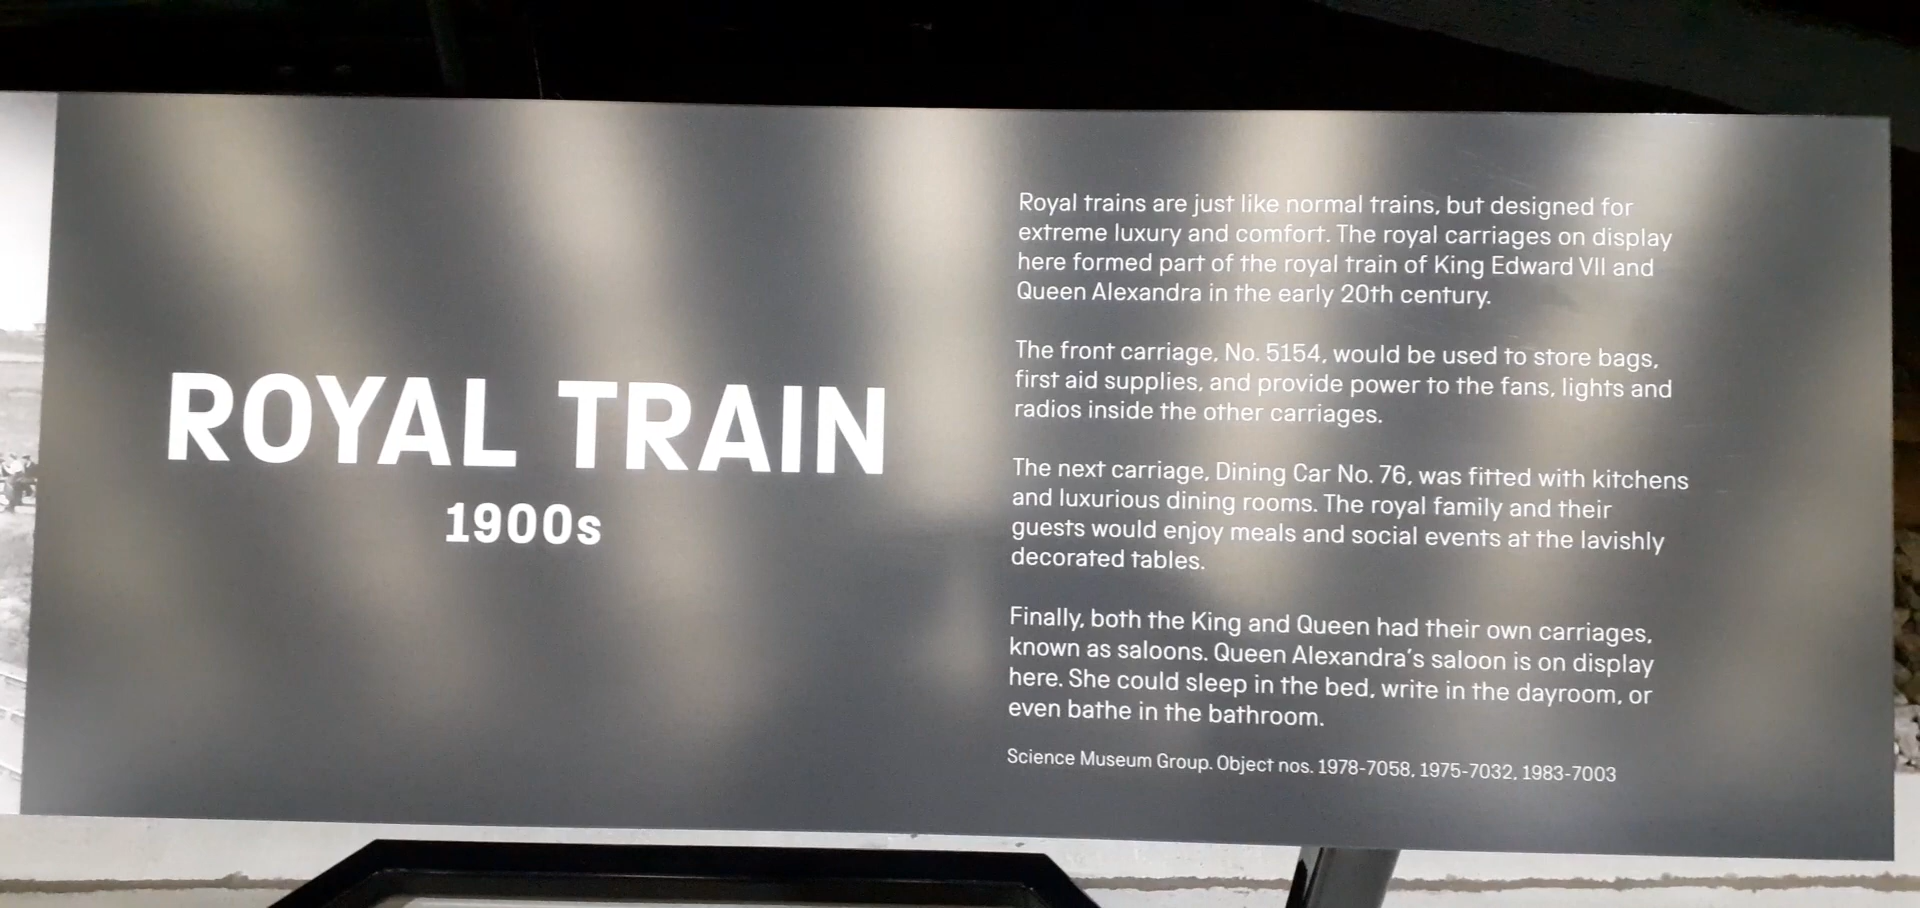 ROYAL TRAIN
1900s
Royal trains are just like normal trains, but designed for
extreme luxury and comfort. The royal carriages on display
here formed part of the royal train of King Edward VII and
Queen Alexandra in the early 20th century.
The front carriage, No. 5154, would be used to store bags,
first aid supplies, and provide power to the fans, lights and
radios inside the other carriages.
The next carriage, Dining Car No. 76, was fitted with kitchens
and luxurious dining rooms. The royal family and their
guests would enjoy meals and social events at the lavishly
decorated tables.
Finally, both the King and Queen had their own carriages,
known as saloons. Queen Alexandra's saloon is on display
here. She could sleep in the bed, write in the dayroom, or
even bathe in the bathroom.
Science Museum Group. Object nos. 1978-7058, 1975-7032, 1983-7003